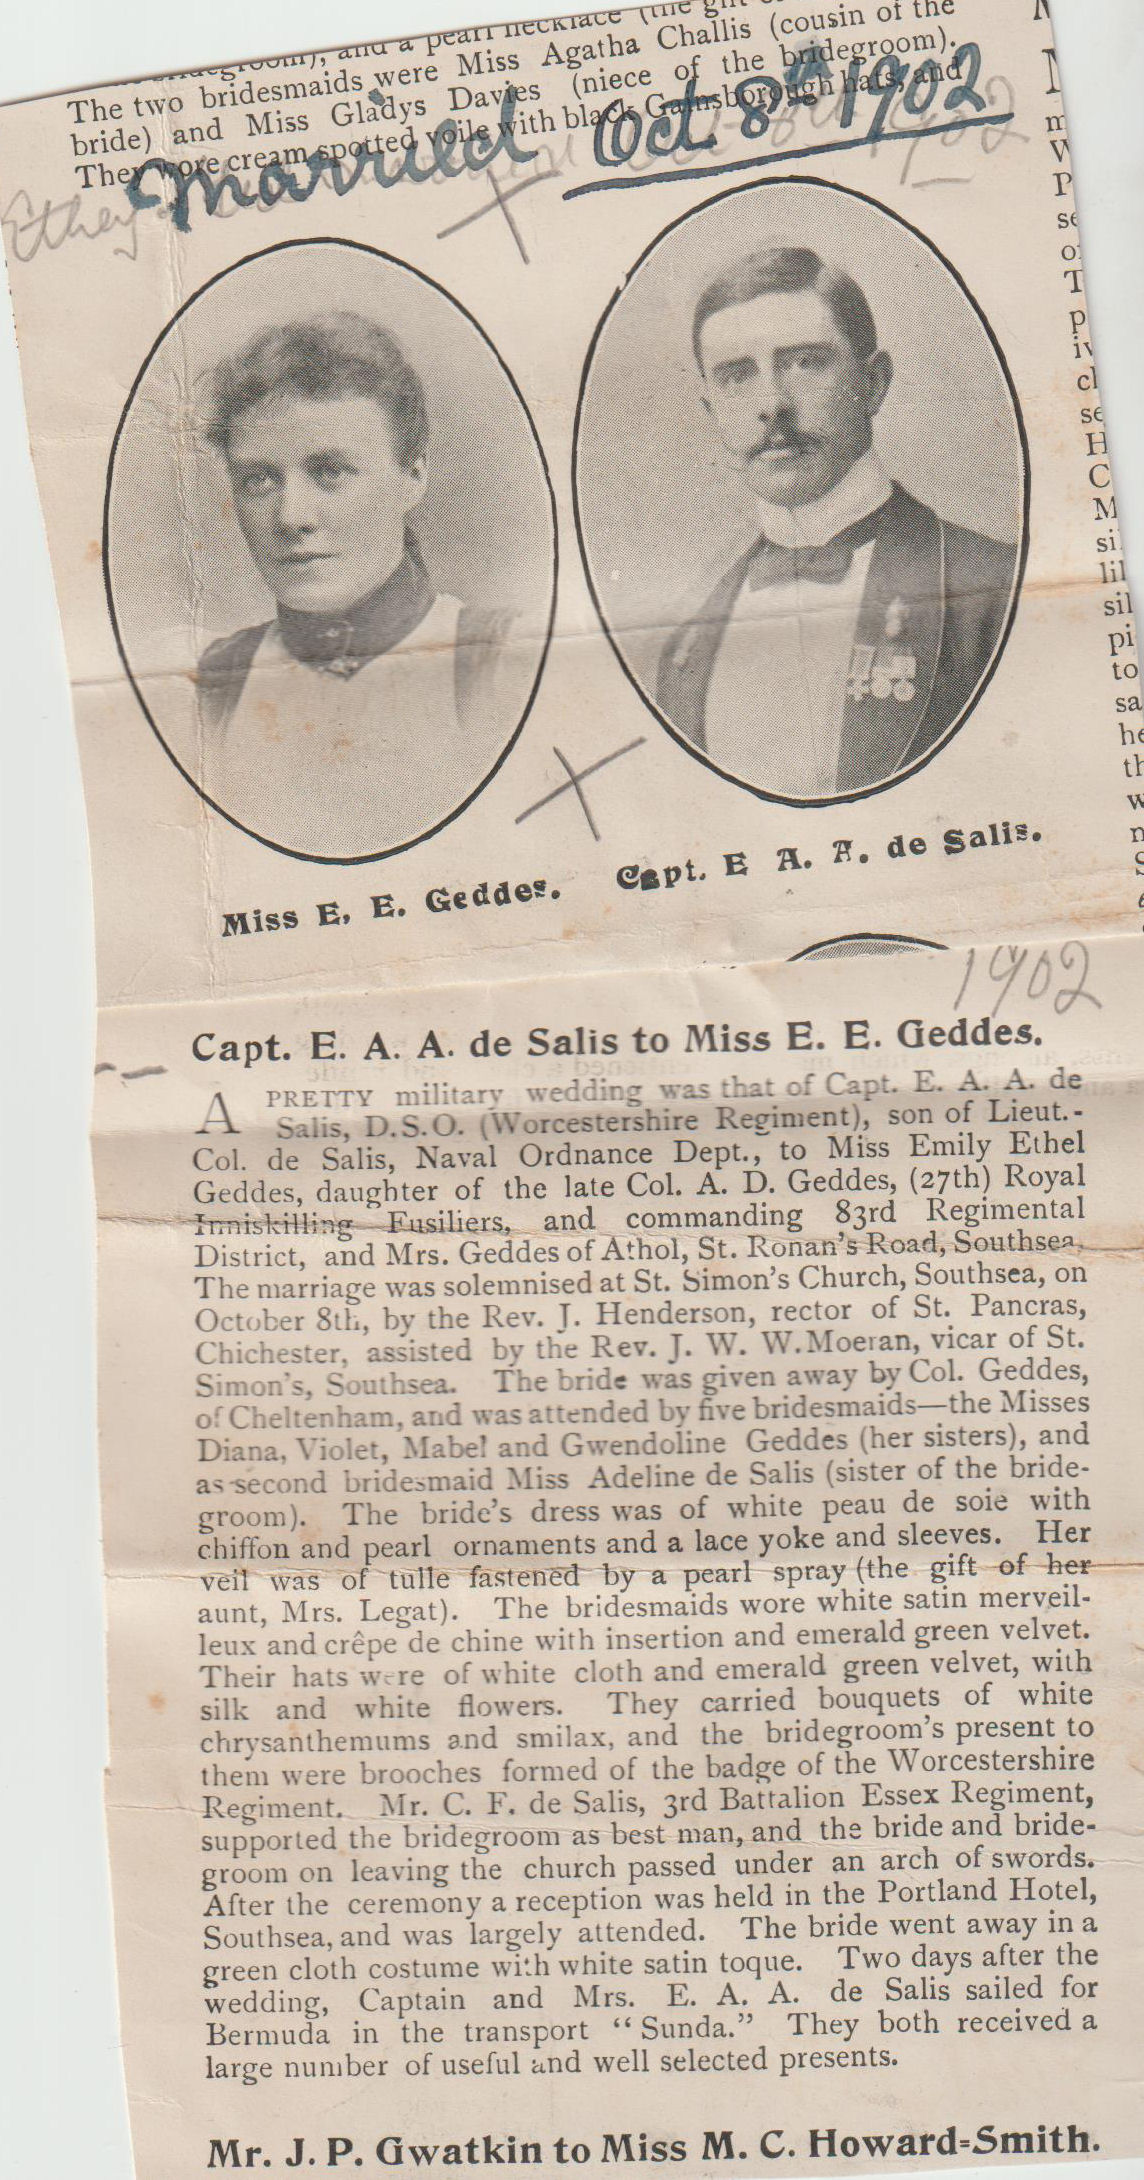 and a pearl necklace (the gift of
The two bridesmaids were Miss Agatha Challis (cousin of the
bride) and Miss Gladys Davies (niece of the bridegroom).
They wore cream spotted voile with black Gainsborough hats, and
Married Oct 8th 1902
1902
Miss E. E. Geddes.
Capt. E A. A. de Salis.
1902
Capt. E. A. A. de Salis to Miss E. E. Geddes.
A PRETTY military wedding was that of Capt. E. A. A. de
Salis, D.S.O. (Worcestershire Regiment), son of Lieut.-
Col. de Salis, Naval Ordnance Dept., to Miss Emily Ethel
Geddes, daughter of the late Col. A. D. Geddes, (27th) Royal
Inniskilling Fusiliers, and commanding 83rd Regimental
District, and Mrs. Geddes of Athol, St. Ronan's Road, Southsea.
The marriage was solemnised at St. Simon's Church, Southsea, on
October 8th, by the Rev. J. Henderson, rector of St. Pancras,
Chichester, assisted by the Rev. J. W. W. Moeran, vicar of St.
Simon's, Southsea. The bride was given away by Col. Geddes,
of Cheltenham, and was attended by five bridesmaids—the Misses
Diana, Violet, Mabel and Gwendoline Geddes (her sisters), and
as second bridesmaid Miss Adeline de Salis (sister of the bride-
groom). The bride's dress was of white peau de soie with
chiffon and pearl ornaments and a lace yoke and sleeves. Her
veil was of tulle fastened by a pearl spray (the gift of her
aunt, Mrs. Legat). The bridesmaids wore white satin merveil-
leux and crêpe de chine with insertion and emerald green velvet.
Their hats were of white cloth and emerald green velvet, with
silk and white flowers. They carried bouquets of white
chrysanthemums and smilax, and the bridegroom's present to
them were brooches formed of the badge of the Worcestershire
Regiment. Mr. C. F. de Salis, 3rd Battalion Essex Regiment,
supported the bridegroom as best man, and the bride and bride-
groom on leaving the church passed under an arch of swords.
After the ceremony a reception was held in the Portland Hotel,
Southsea, and was largely attended. The bride went away in a
green cloth costume with white satin toque. Two days after the
wedding, Captain and Mrs. E. A. A. de Salis sailed for
Bermuda in the transport "Sunda." They both received a
large number of useful and well selected presents.
Mr. J. P. Gwatkin to Miss M. C. Howard-Smith.